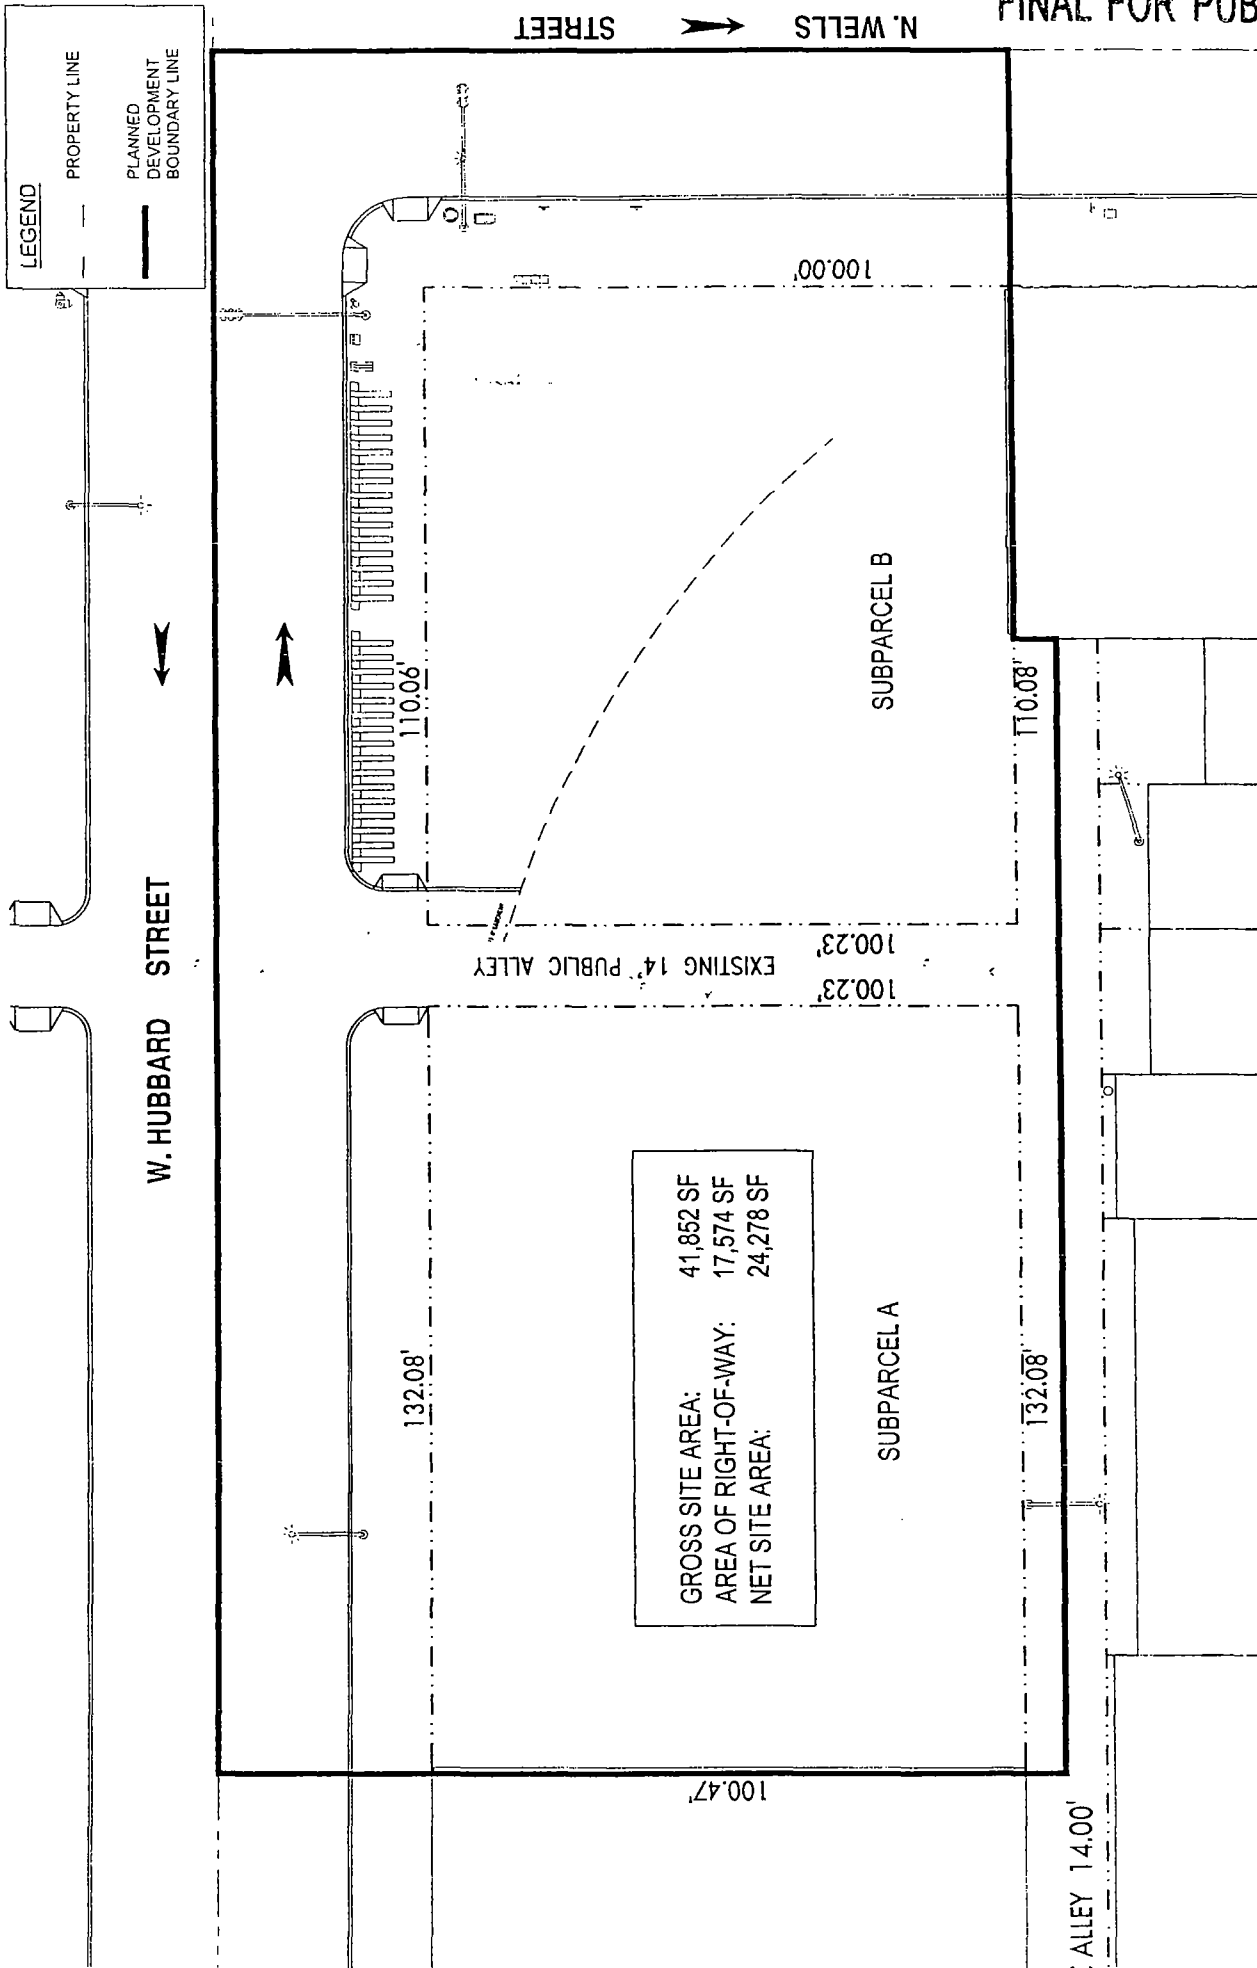 FINAL FOR PUB
N. WELLS STREET
LEGEND
PROPERTY LINE
PLANNED
DEVELOPMENT
BOUNDARY LINE
W. HUBBARD STREET
100.00'
110.06'
SUBPARCEL B
110.08'
100.23'
EXISTING 14' PUBLIC ALLEY
100.23'
132.08'
GROSS SITE AREA: 41,852 SF
AREA OF RIGHT-OF-WAY: 17,574 SF
NET SITE AREA: 24,278 SF
SUBPARCEL A
132.08'
100.47'
ALLEY 14.00'